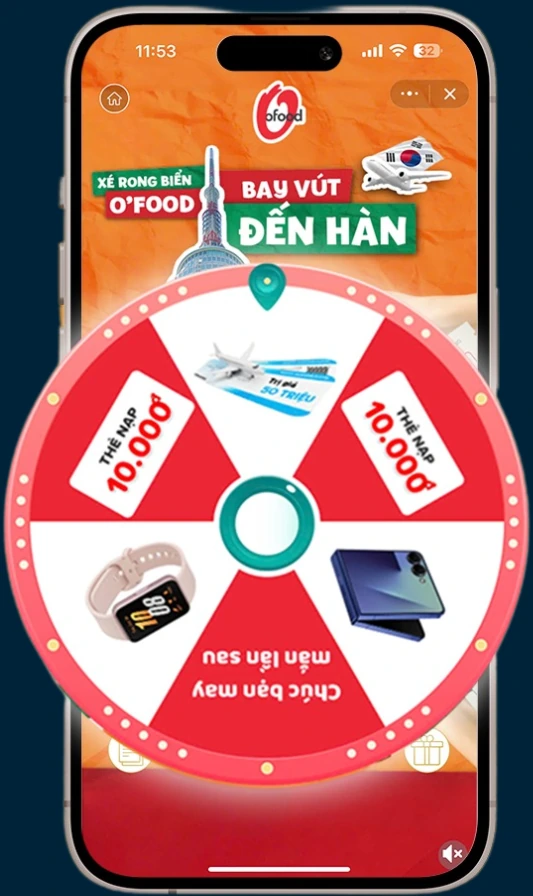 11:53
32
ofood
XÉ RONG BIỂN
O'FOOD
BAY VÚT
ĐẾN HÀN
Trị giá
50 TRIỆU
THẺ NẠP
10.000đ
THẺ NẠP
10.000đ
Chúc bạn may
mắn lần sau